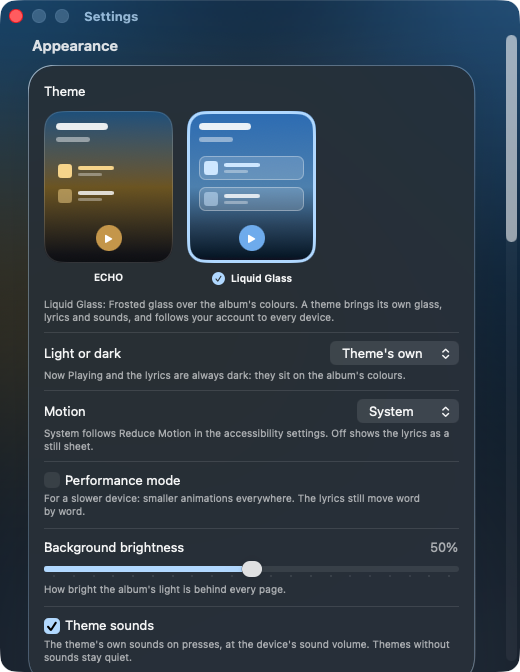 Settings
Appearance
Theme
ECHO
Liquid Glass
Liquid Glass: Frosted glass over the album's colours. A theme brings its own glass,
lyrics and sounds, and follows your account to every device.
Light or dark
Theme's own
Now Playing and the lyrics are always dark: they sit on the album's colours.
Motion
System
System follows Reduce Motion in the accessibility settings. Off shows the lyrics as a
still sheet.
Performance mode
For a slower device: smaller animations everywhere. The lyrics still move word
by word.
Background brightness
50%
How bright the album's light is behind every page.
Theme sounds
The theme's own sounds on presses, at the device's sound volume. Themes without
sounds stay quiet.